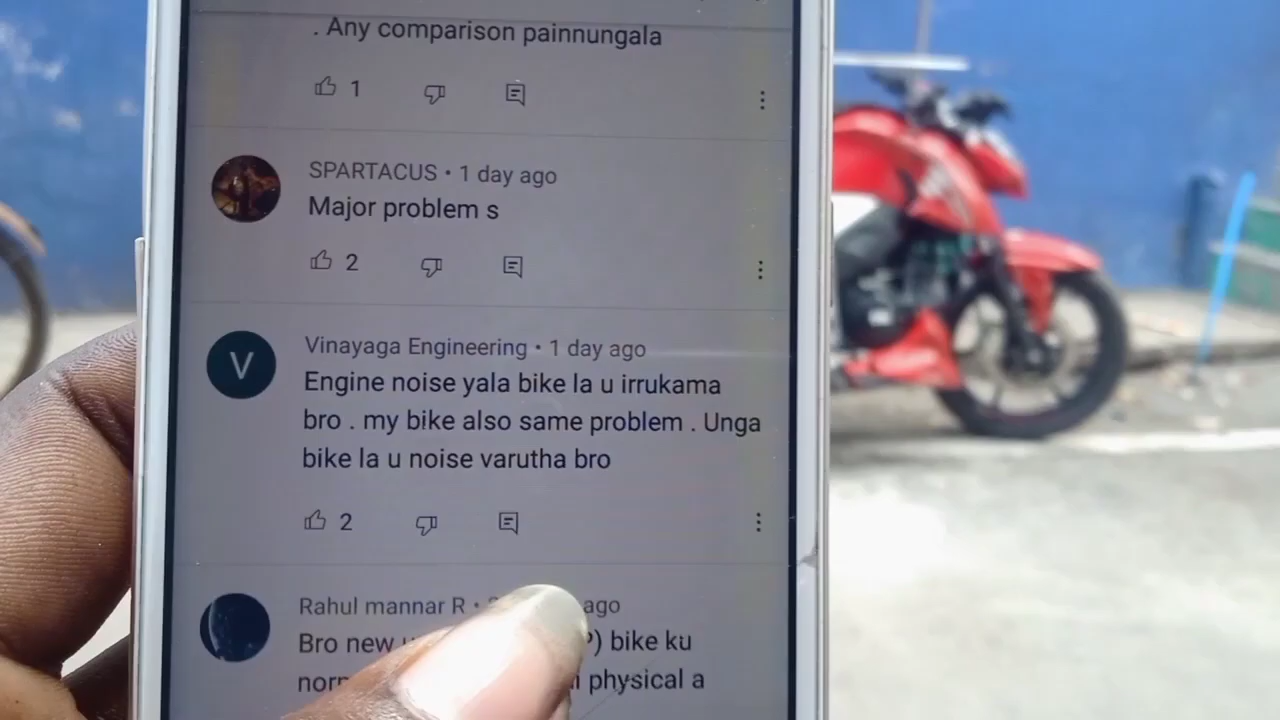 . Any comparison painnungala
1
SPARTACUS • 1 day ago
Major problem s
2
V
Vinayaga Engineering • 1 day ago
Engine noise yala bike la u irrukama
bro . my bike also same problem . Unga
bike la u noise varutha bro
2
Rahul mannar R • ago
Bro new bike ku
physical a